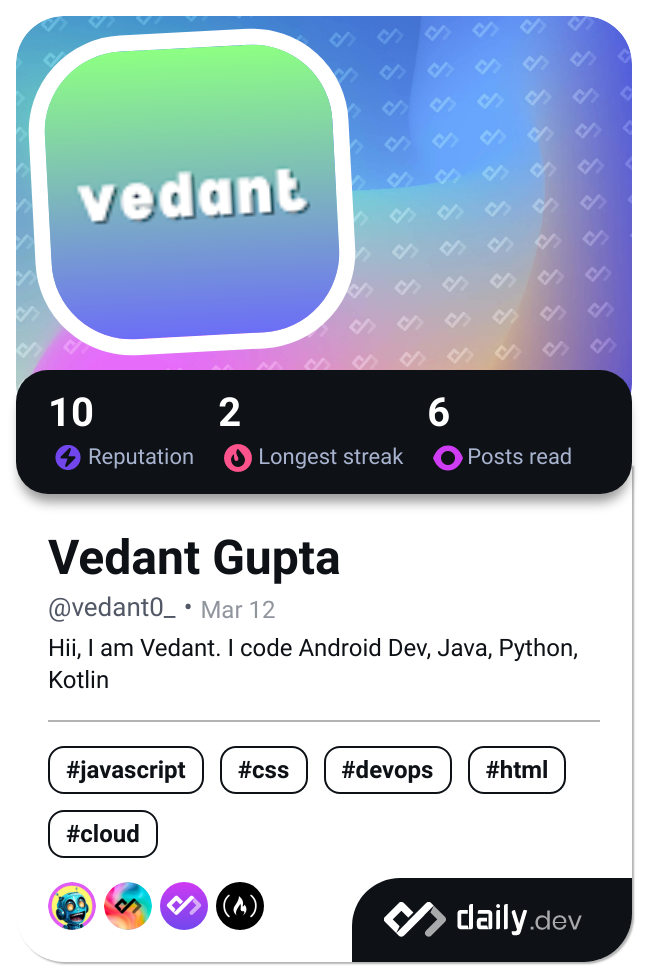 vedant
10 2 6
Reputation Longest streak Posts read
Vedant Gupta
@vedant0_ • Mar 12
Hii, I am Vedant. I code Android Dev, Java, Python,
Kotlin
#javascript #css #devops #html
#cloud
daily.dev